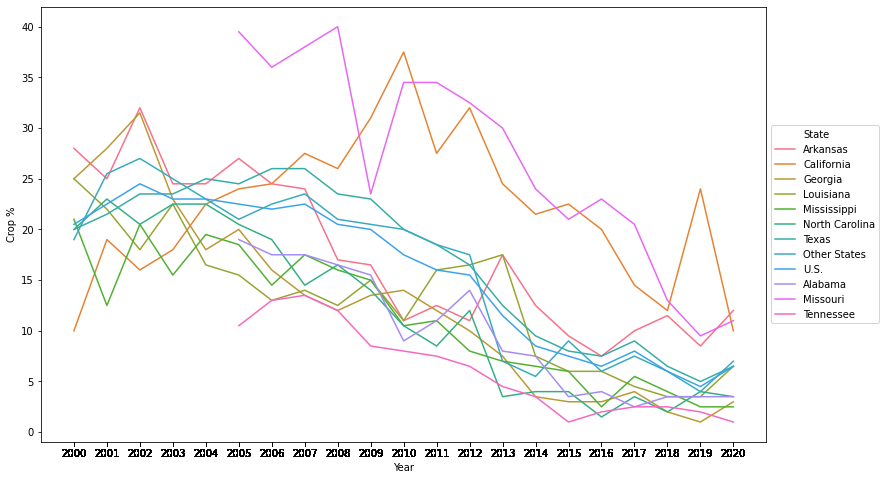 40
35
30
25
20
15
10
5
0
Crop %
2000 2001 2002 2003 2004 2005 2006 2007 2008 2009 2010 2011 2012 2013 2014 2015 2016 2017 2018 2019 2020
Year
State
Arkansas
California
Georgia
Louisiana
Mississippi
North Carolina
Texas
Other States
U.S.
Alabama
Missouri
Tennessee